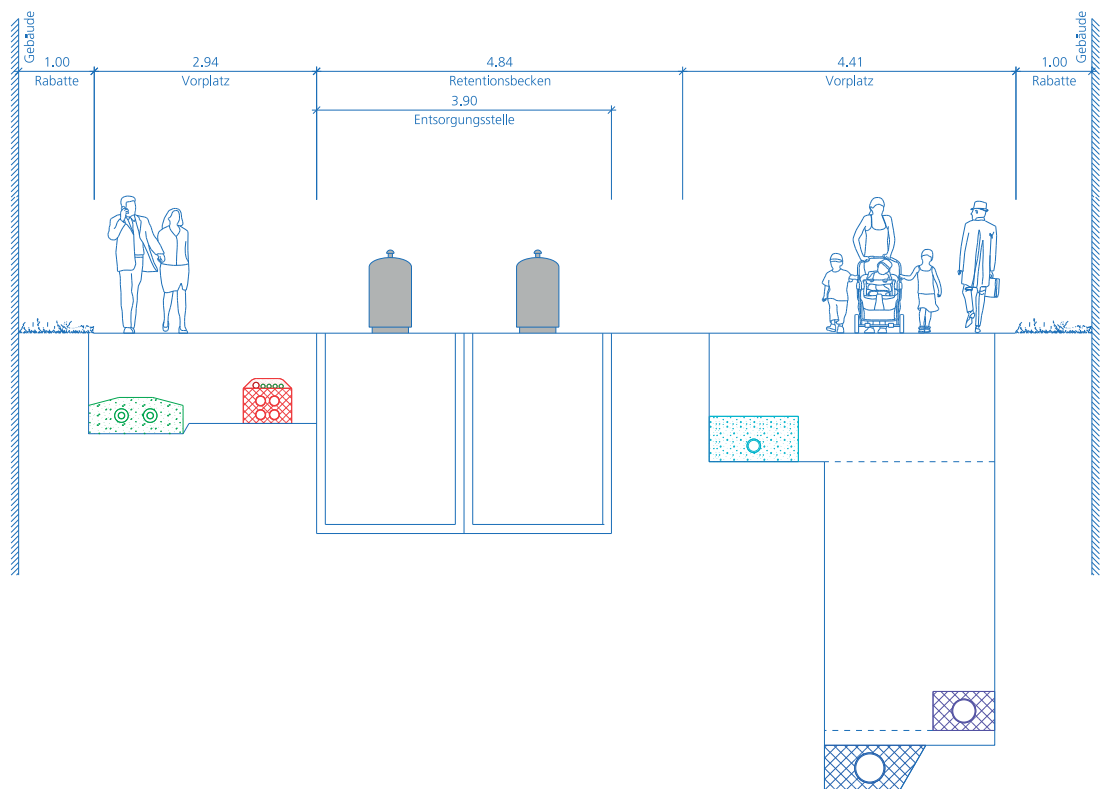 Gebäude
Gebäude
1.00
2.94
4.84
4.41
1.00
Rabatte
Vorplatz
Retentionsbecken
Vorplatz
Rabatte
3.90
Entsorgungsstelle